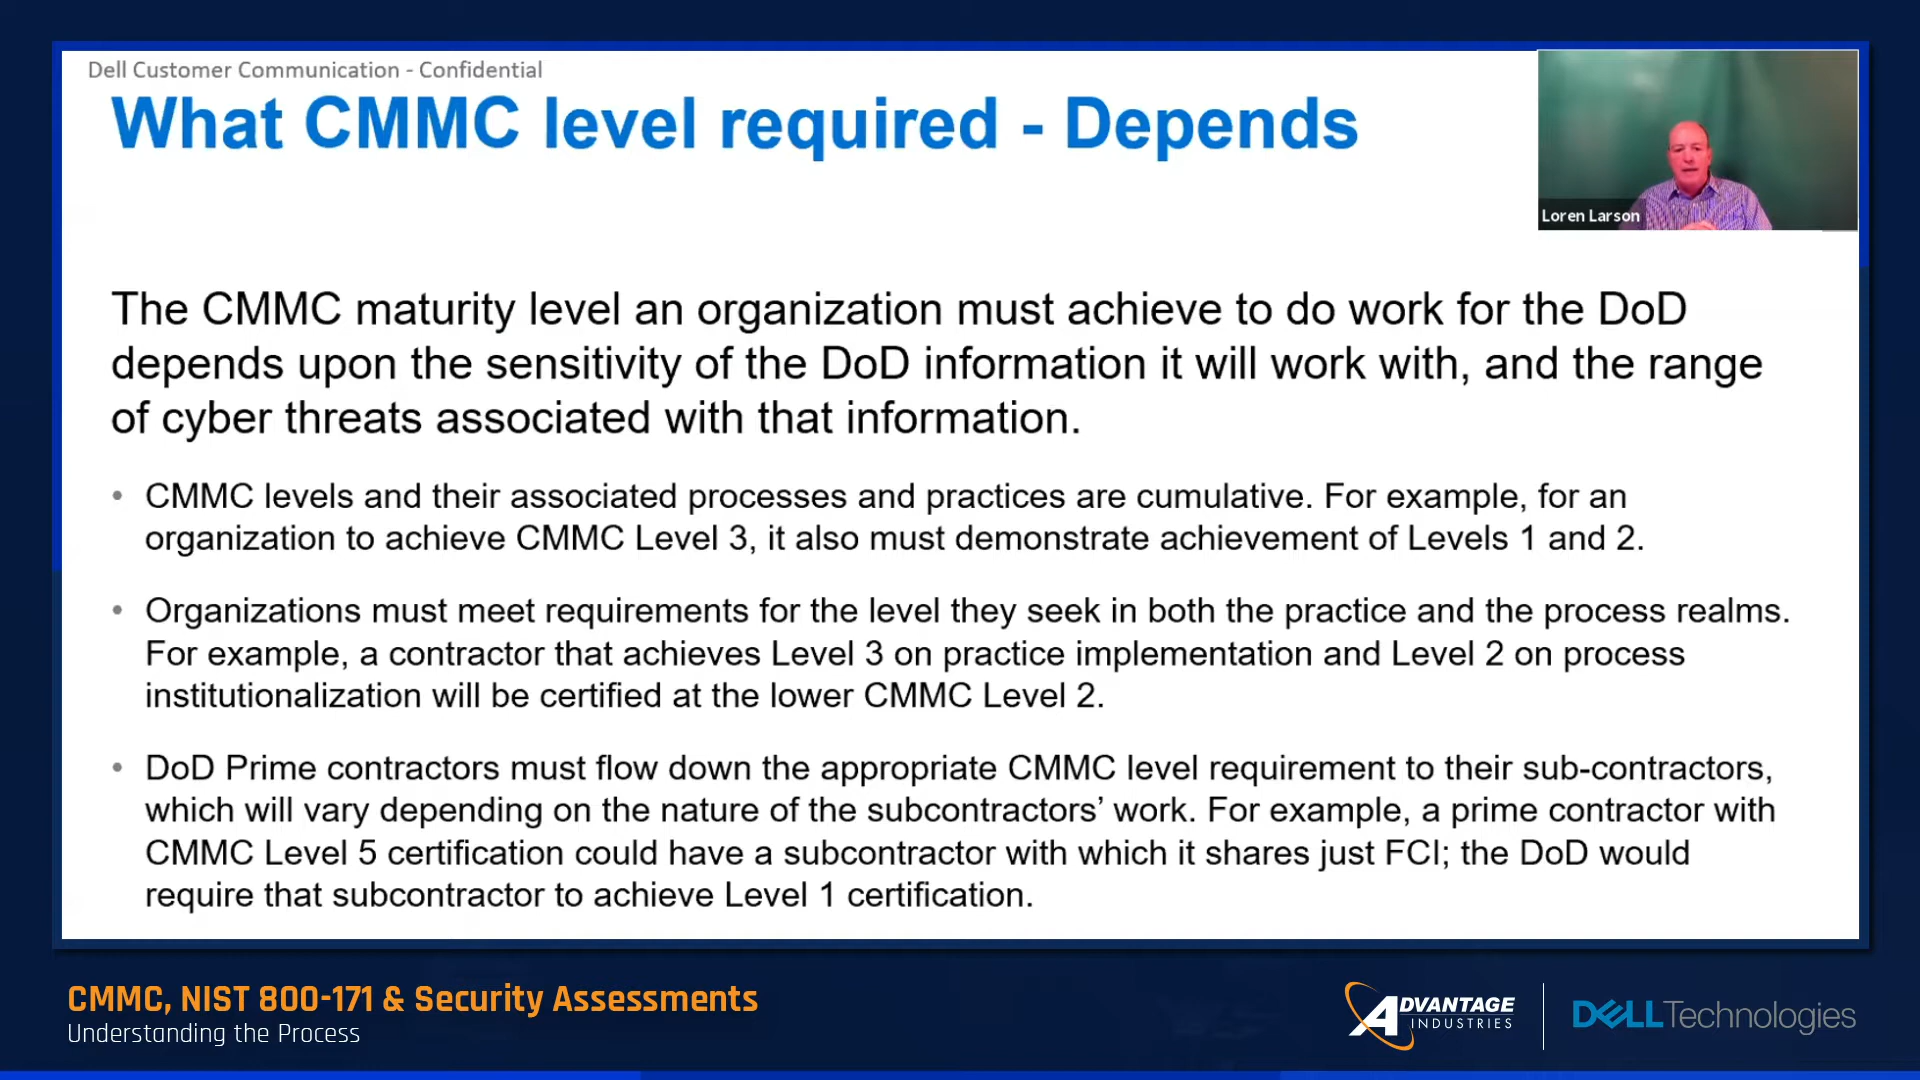 Dell Customer Communication - Confidential
What CMMC level required - Depends
Loren Larson
The CMMC maturity level an organization must achieve to do work for the DoD
depends upon the sensitivity of the DoD information it will work with, and the range
of cyber threats associated with that information.
• CMMC levels and their associated processes and practices are cumulative. For example, for an
organization to achieve CMMC Level 3, it also must demonstrate achievement of Levels 1 and 2.
• Organizations must meet requirements for the level they seek in both the practice and the process realms.
For example, a contractor that achieves Level 3 on practice implementation and Level 2 on process
institutionalization will be certified at the lower CMMC Level 2.
• DoD Prime contractors must flow down the appropriate CMMC level requirement to their sub-contractors,
which will vary depending on the nature of the subcontractors’ work. For example, a prime contractor with
CMMC Level 5 certification could have a subcontractor with which it shares just FCI; the DoD would
require that subcontractor to achieve Level 1 certification.
CMMC, NIST 800-171 & Security Assessments
Understanding the Process
ADVANTAGE
INDUSTRIES
DELLTechnologies